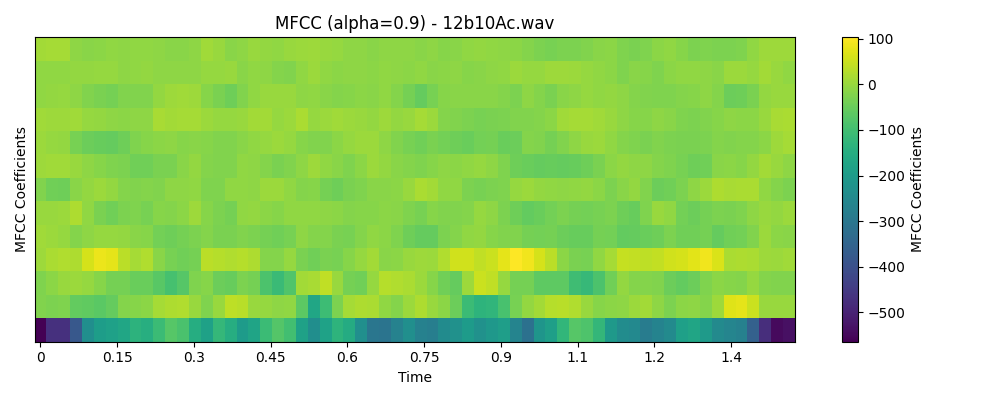 MFCC (alpha=0.9) - 12b10Ac.wav
MFCC Coefficients
0 0.15 0.3 0.45 0.6 0.75 0.9 1.1 1.2 1.4
Time
100
0
−100
−200
−300
−400
−500
MFCC Coefficients